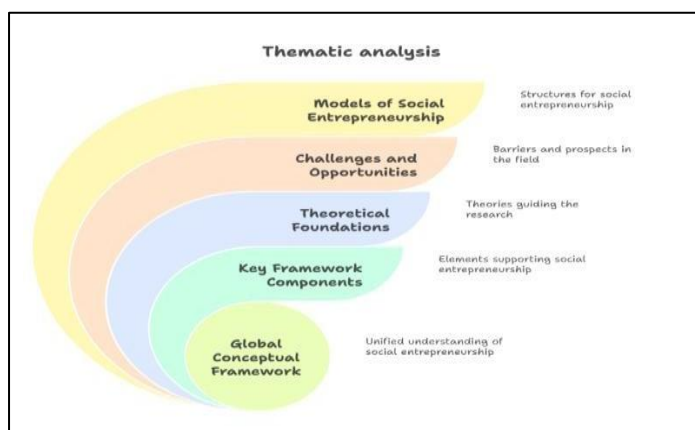 Thematic analysis
Models of Social
Entrepreneurship
Structures for social
entrepreneurship
Challenges and
Opportunities
Barriers and prospects in
the field
Theoretical
Foundations
Theories guiding the
research
Key Framework
Components
Elements supporting social
entrepreneurship
Global
Conceptual
Framework
Unified understanding of
social entrepreneurship